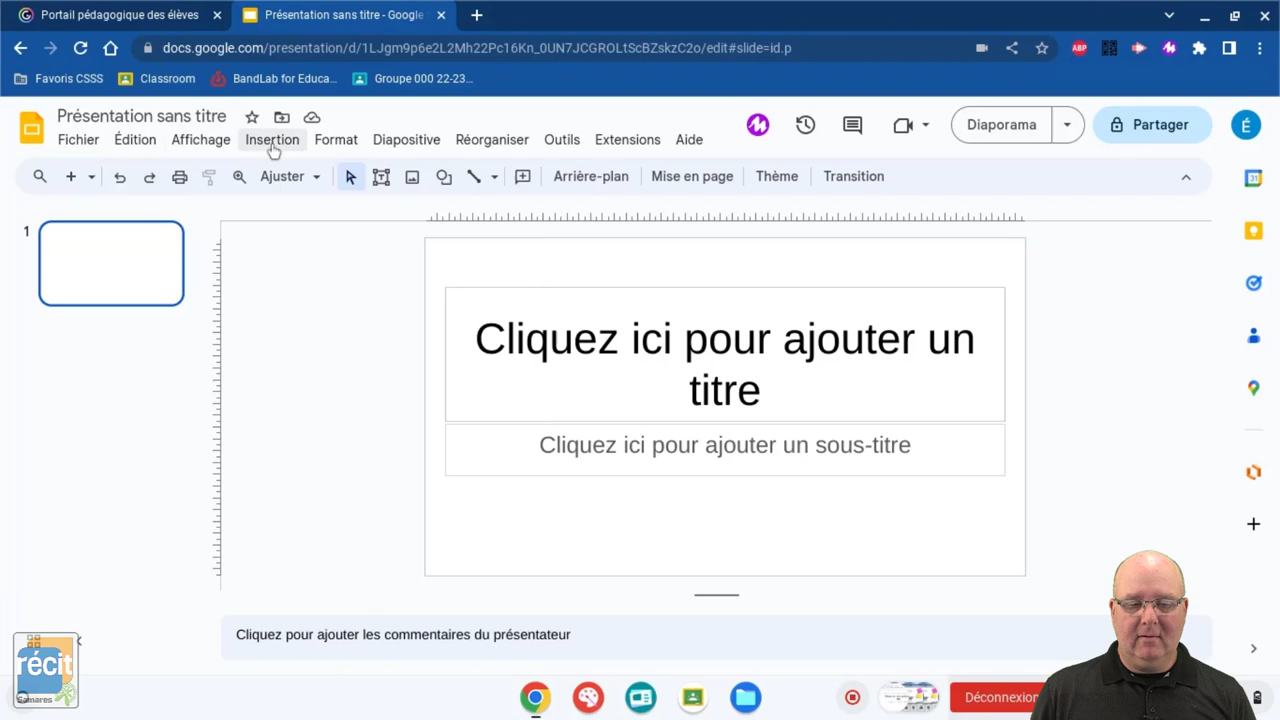 Portail pédagogique des élèves
Présentation sans titre - Google
docs.google.com/presentation/d/1LJgm9p6e2L2Mh22Pc16Kn_0UN7JCGROLtScBZskzC2o/edit#slide=id.p
ABP
Favoris CSSS
Classroom
BandLab for Educa...
Groupe 000 22-23...
Présentation sans titre
Diaporama
Partager
É
Fichier Édition Affichage Insertion Format Diapositive Réorganiser Outils Extensions Aide
Ajuster
Arrière-plan
Mise en page
Thème
Transition
31
1
Cliquez ici pour ajouter un
titre
Cliquez ici pour ajouter un sous-titre
Cliquez pour ajouter les commentaires du présentateur
récit
Samares
Déconnexion